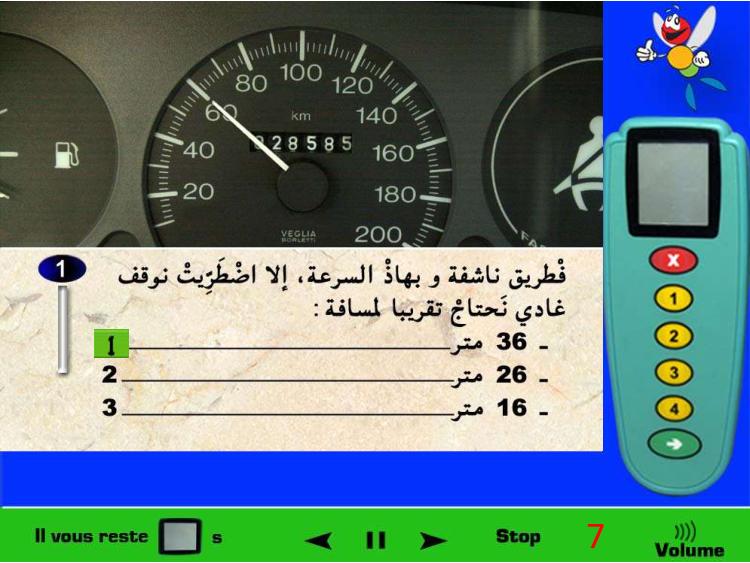 20
40
60
80
100
120
140
160
180
200
km
28585
VEGLIA
BORLETTI
1
فْطريق ناشفة و بهاذْ السرعة، إلا اضْطَرِّيتْ نوقف
غادي نَحتاجْ تقريبا لمسافة :
ـ 36 متر 1
ـ 26 متر 2
ـ 16 متر 3
X
1
2
3
4
Il vous reste s
Stop
7
Volume